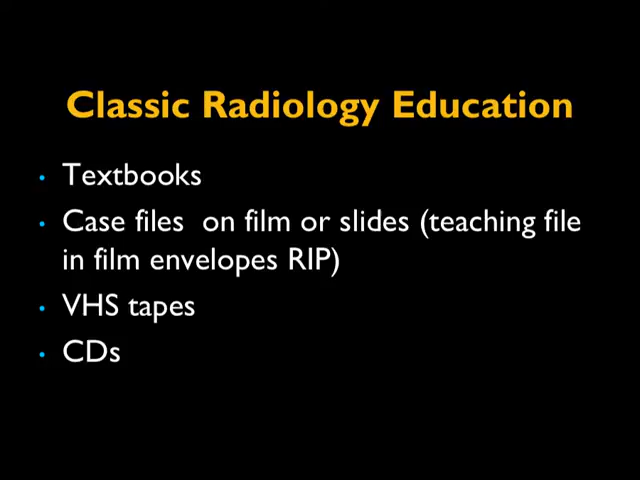 Classic Radiology Education
• Textbooks
• Case files on film or slides (teaching file
in film envelopes RIP)
• VHS tapes
• CDs